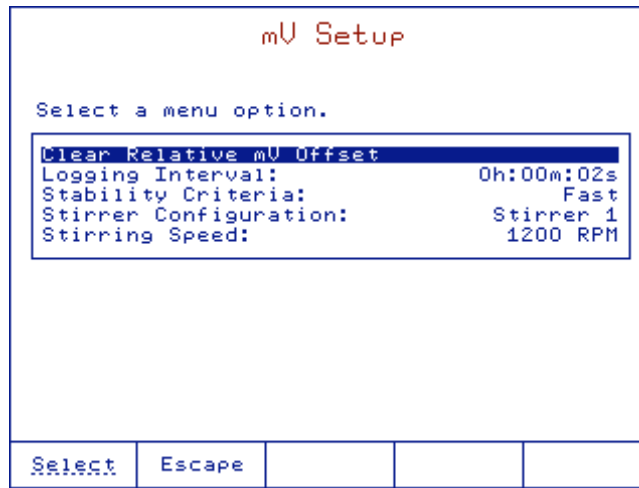 mV Setup
Select a menu option.
Clear Relative mV Offset
Logging Interval: 0h:00m:02s
Stability Criteria: Fast
Stirrer Configuration: Stirrer 1
Stirring Speed: 1200 RPM
Select Escape